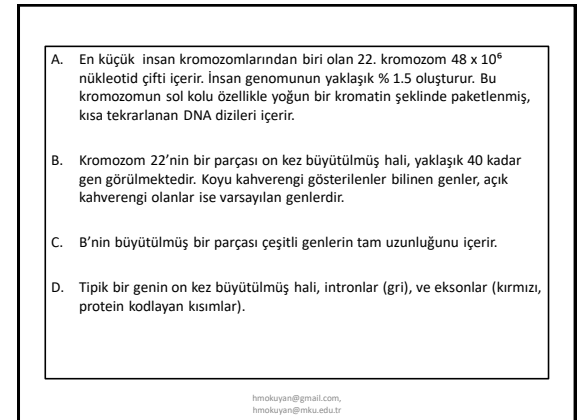 A. En küçük insan kromozomlarından biri olan 22. kromozom 48 x 10⁶
nükleotid çifti içerir. İnsan genomunun yaklaşık % 1.5 oluşturur. Bu
kromozomun sol kolu özellikle yoğun bir kromatin şeklinde paketlenmiş,
kısa tekrarlanan DNA dizileri içerir.
B. Kromozom 22’nin bir parçası on kez büyütülmüş hali, yaklaşık 40 kadar
gen görülmektedir. Koyu kahverengi gösterilenler bilinen genler, açık
kahverengi olanlar ise varsayılan genlerdir.
C. B’nin büyütülmüş bir parçası çeşitli genlerin tam uzunluğunu içerir.
D. Tipik bir genin on kez büyütülmüş hali, intronlar (gri), ve eksonlar (kırmızı,
protein kodlayan kısımlar).
hmokuyan@gmail.com,
hmokuyan@mku.edu.tr